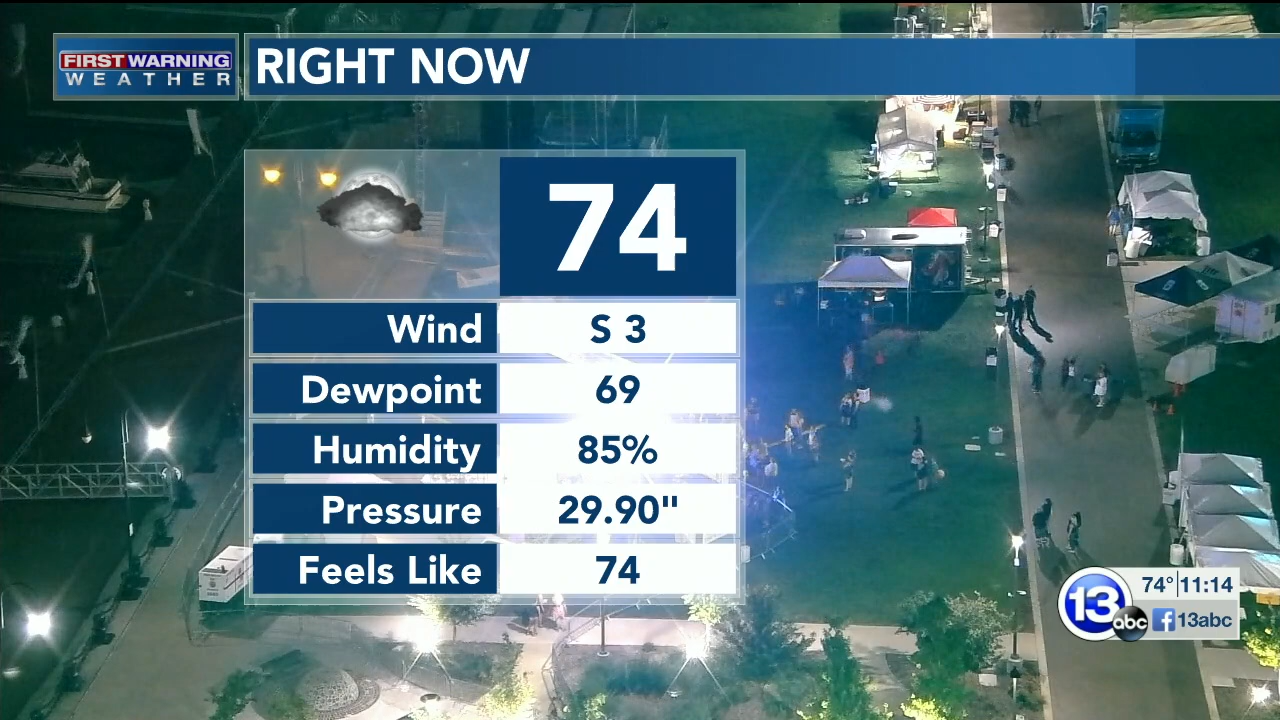 FIRST WARNING
WEATHER
RIGHT NOW
74
Wind S 3
Dewpoint 69
Humidity 85%
Pressure 29.90"
Feels Like 74
13
abc
74° 11:14
f 13abc